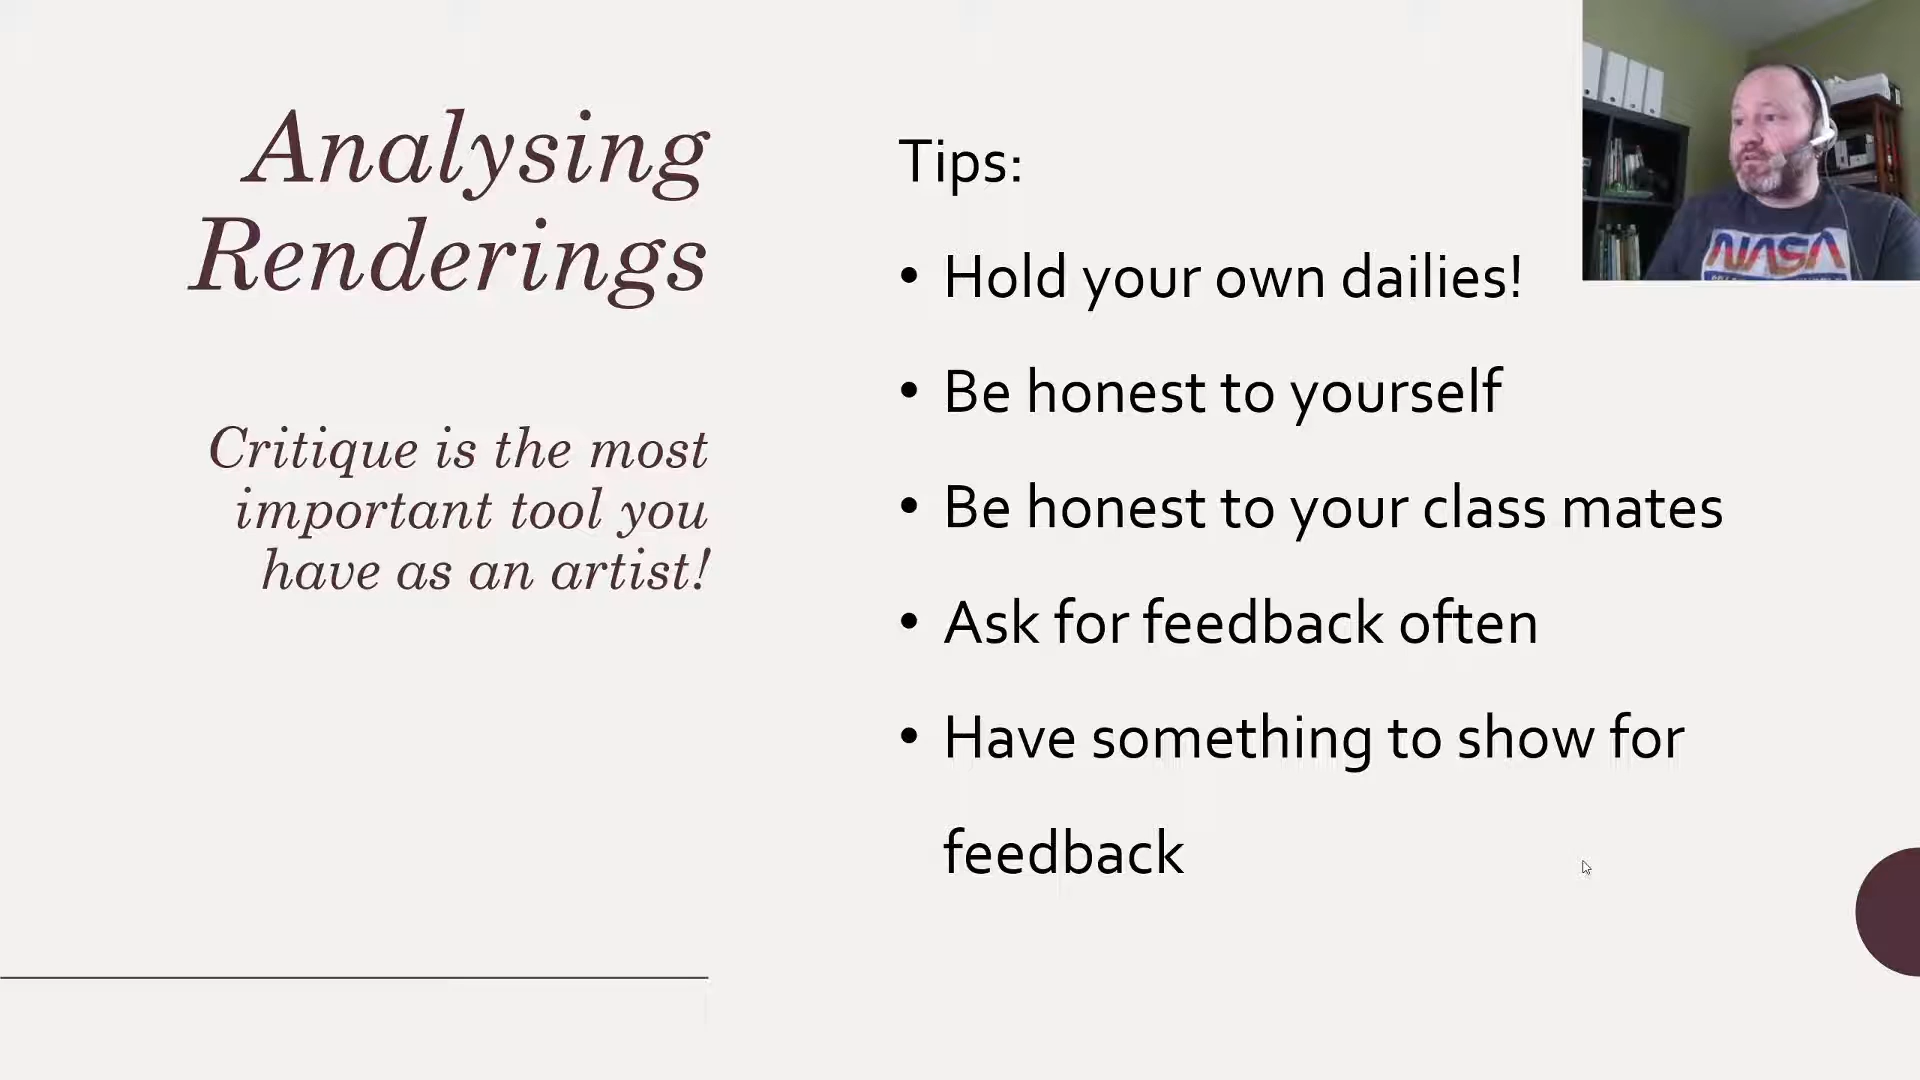 Analysing
Renderings
Critique is the most
important tool you
have as an artist!
Tips:
• Hold your own dailies!
• Be honest to yourself
• Be honest to your class mates
• Ask for feedback often
• Have something to show for
feedback
NASA